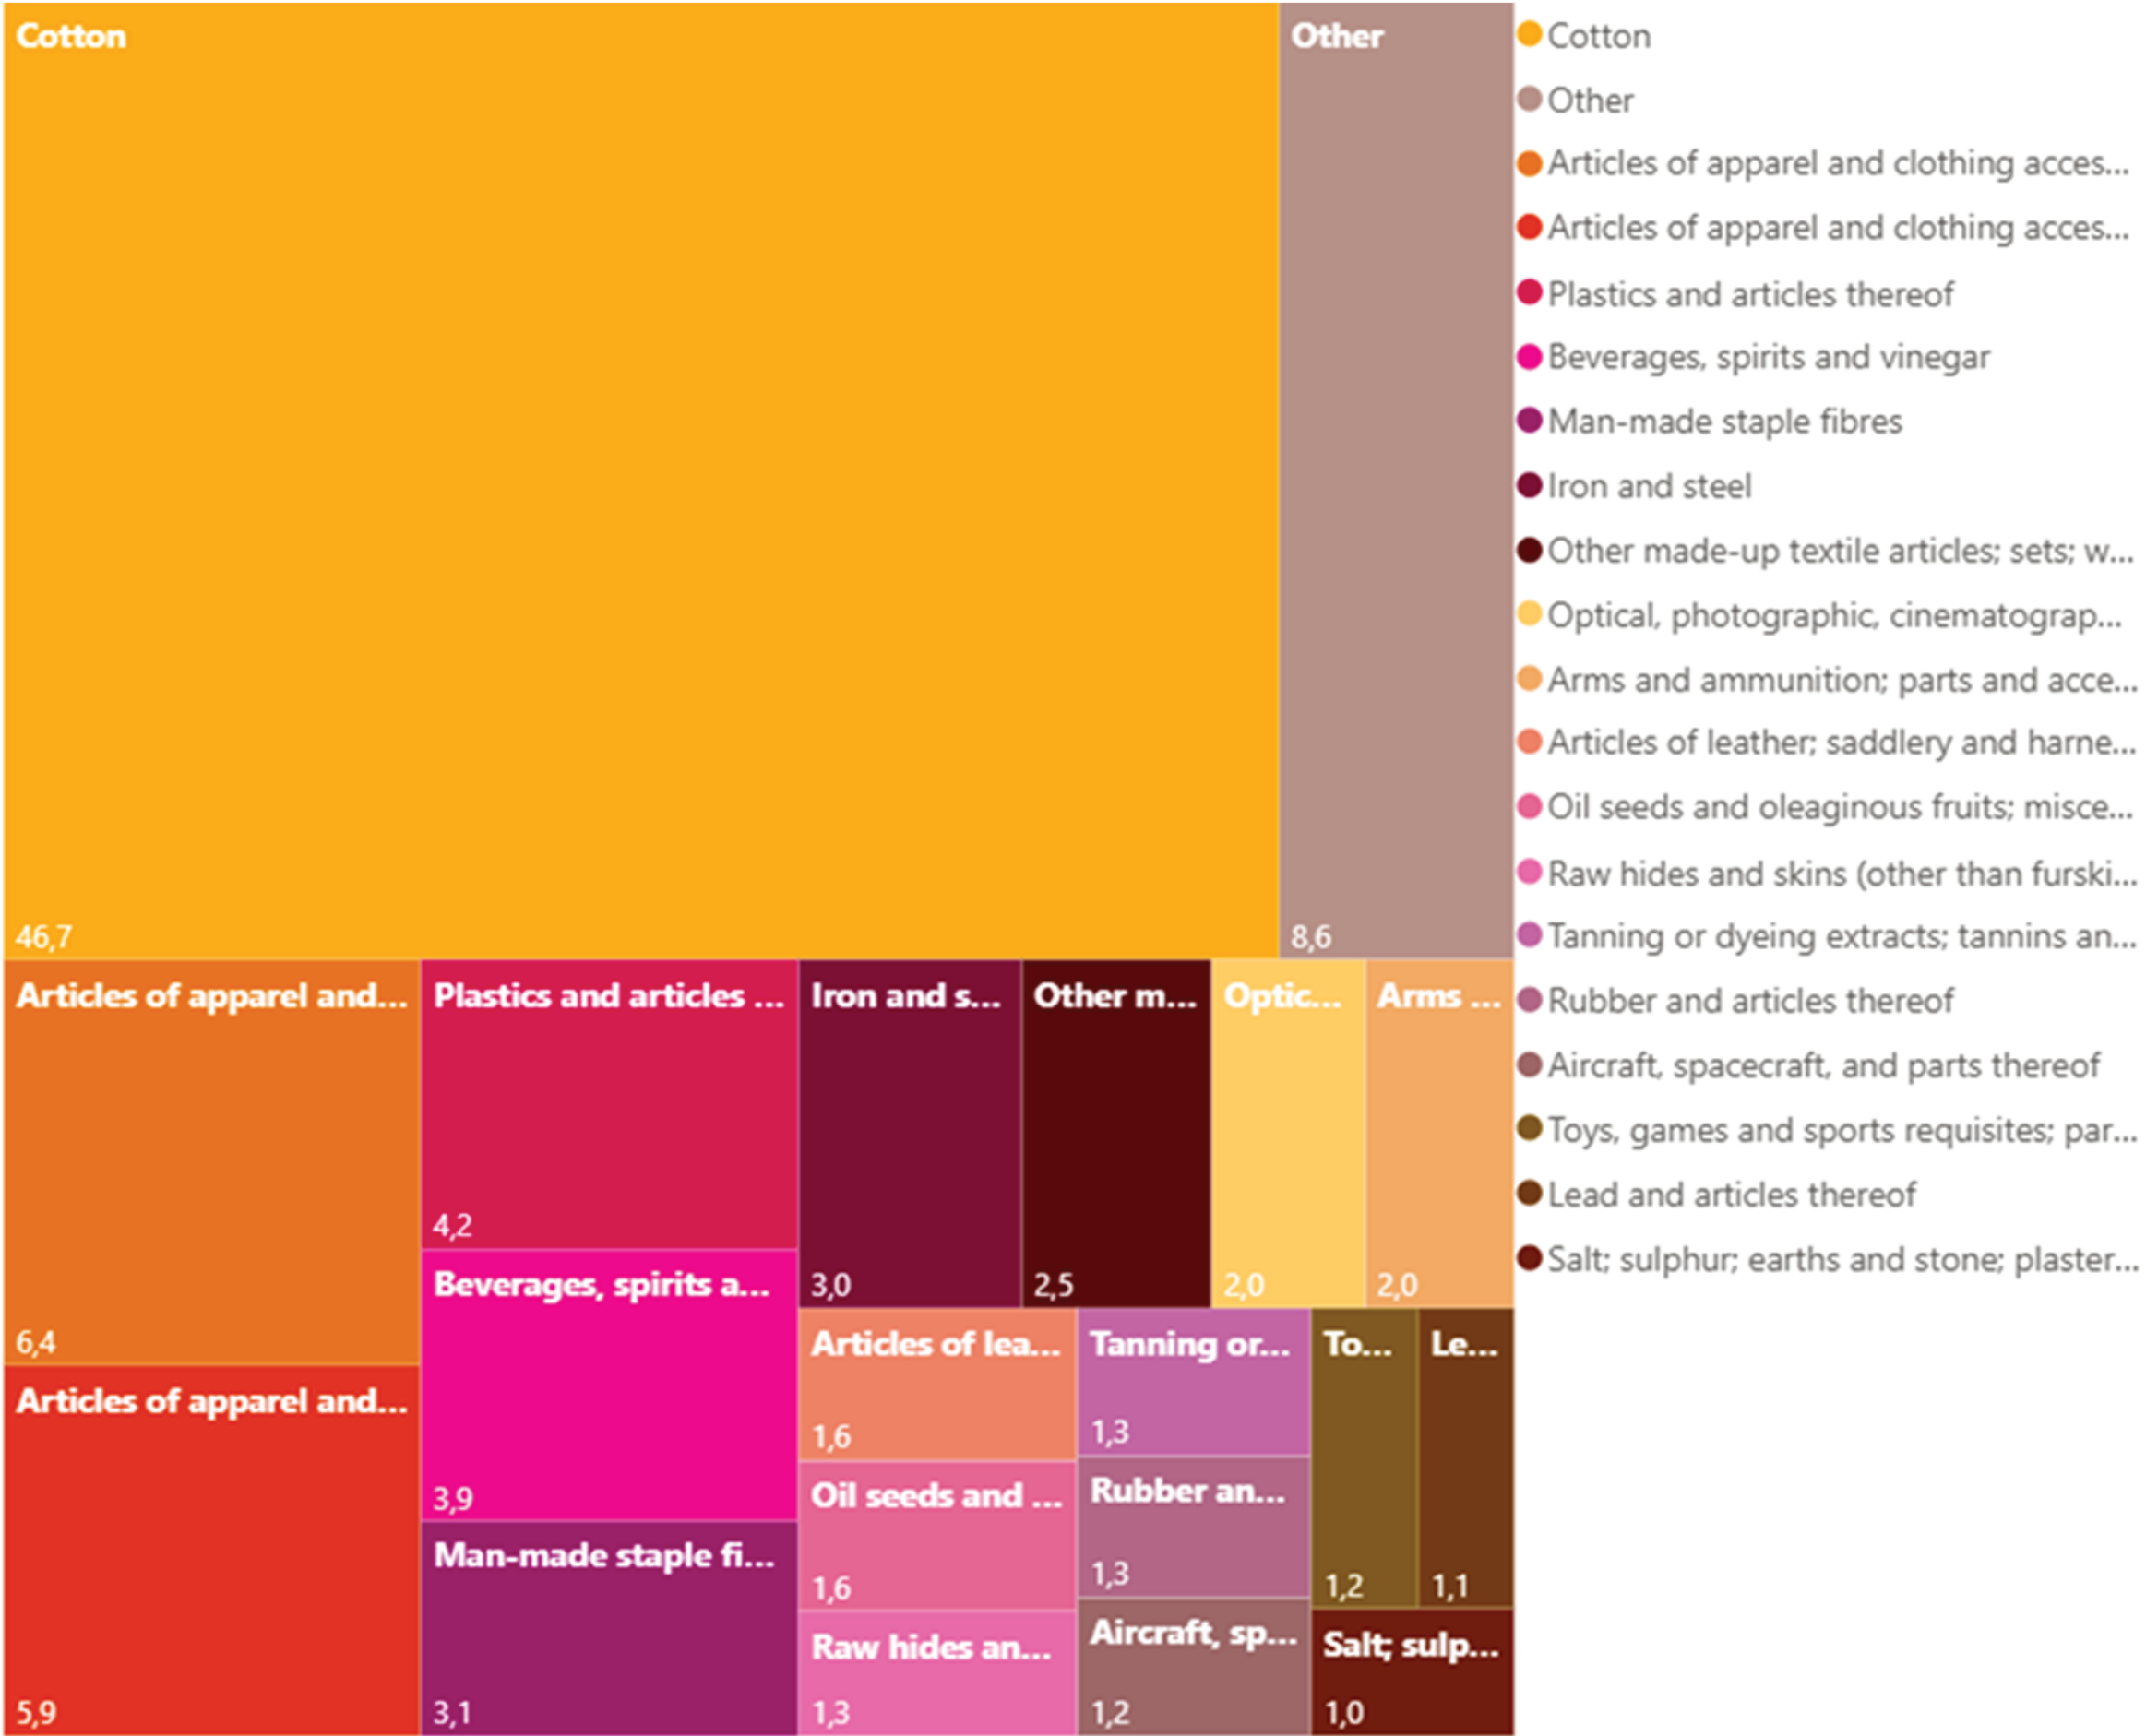 Cotton
46,7
Other
8,6
Articles of apparel and...
6,4
Articles of apparel and...
5,9
Plastics and articles ...
4,2
Beverages, spirits a...
3,9
Man-made staple fi...
3,1
Iron and s...
3,0
Other m...
2,5
Optic...
2,0
Arms ...
2,0
Articles of lea...
1,6
Oil seeds and ...
1,6
Raw hides an...
1,3
Tanning or...
1,3
Rubber an...
1,3
Aircraft, sp...
1,2
To...
1,2
Le...
1,1
Salt; sulp...
1,0
Cotton
Other
Articles of apparel and clothing acces...
Articles of apparel and clothing acces...
Plastics and articles thereof
Beverages, spirits and vinegar
Man-made staple fibres
Iron and steel
Other made-up textile articles; sets; w...
Optical, photographic, cinematograp...
Arms and ammunition; parts and acce...
Articles of leather; saddlery and harne...
Oil seeds and oleaginous fruits; misce...
Raw hides and skins (other than furski...
Tanning or dyeing extracts; tannins an...
Rubber and articles thereof
Aircraft, spacecraft, and parts thereof
Toys, games and sports requisites; par...
Lead and articles thereof
Salt; sulphur; earths and stone; plaster...